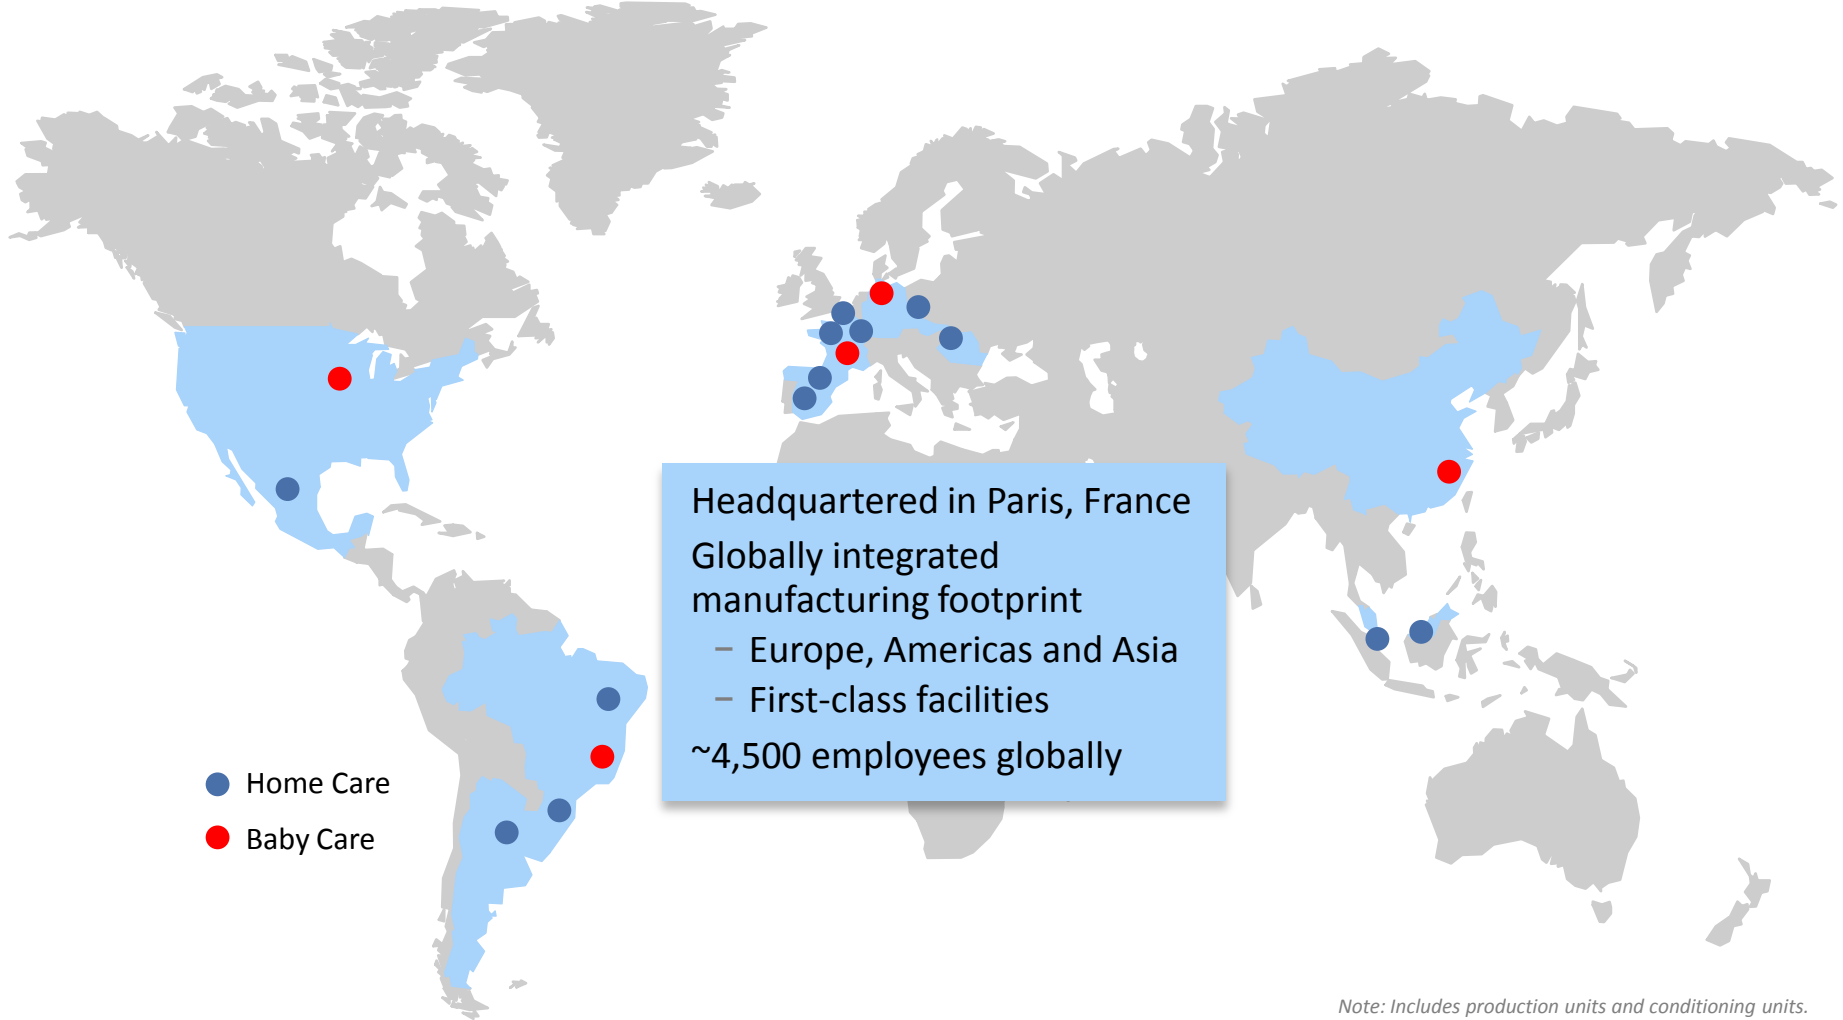 Headquartered in Paris, France
Globally integrated
manufacturing footprint
– Europe, Americas and Asia
– First-class facilities
~4,500 employees globally
Home Care
Baby Care
Note: Includes production units and conditioning units.